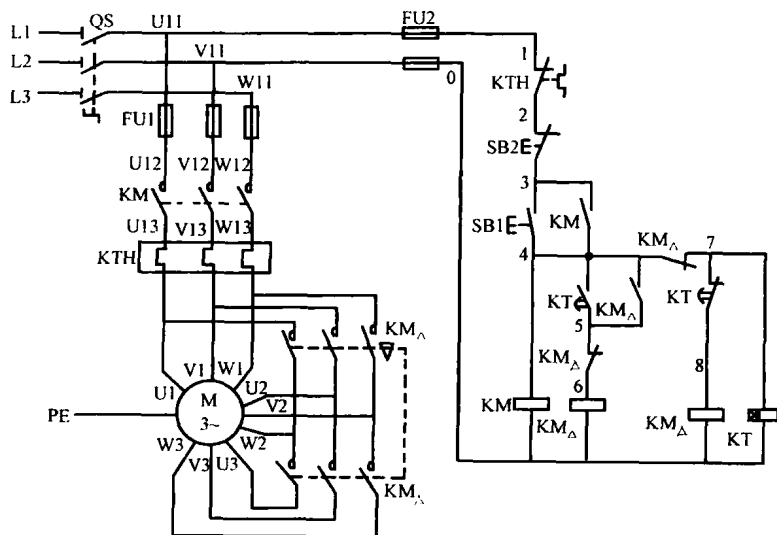 L1
QS
U11
FU2
L2
V11
0
1
L3
W11
KTH
FU1
2
SB2
U12
V12
W12
3
KM
KM
U13
V13
W13
SB1
KTH
4
KM△
7
KT
KM△
KT
KM△
5
KM△
8
V1
W1
6
U1
U2
M
3~
V2
PE
KM
KM△
KM△
KT
W3
W2
V3
U3
KM△